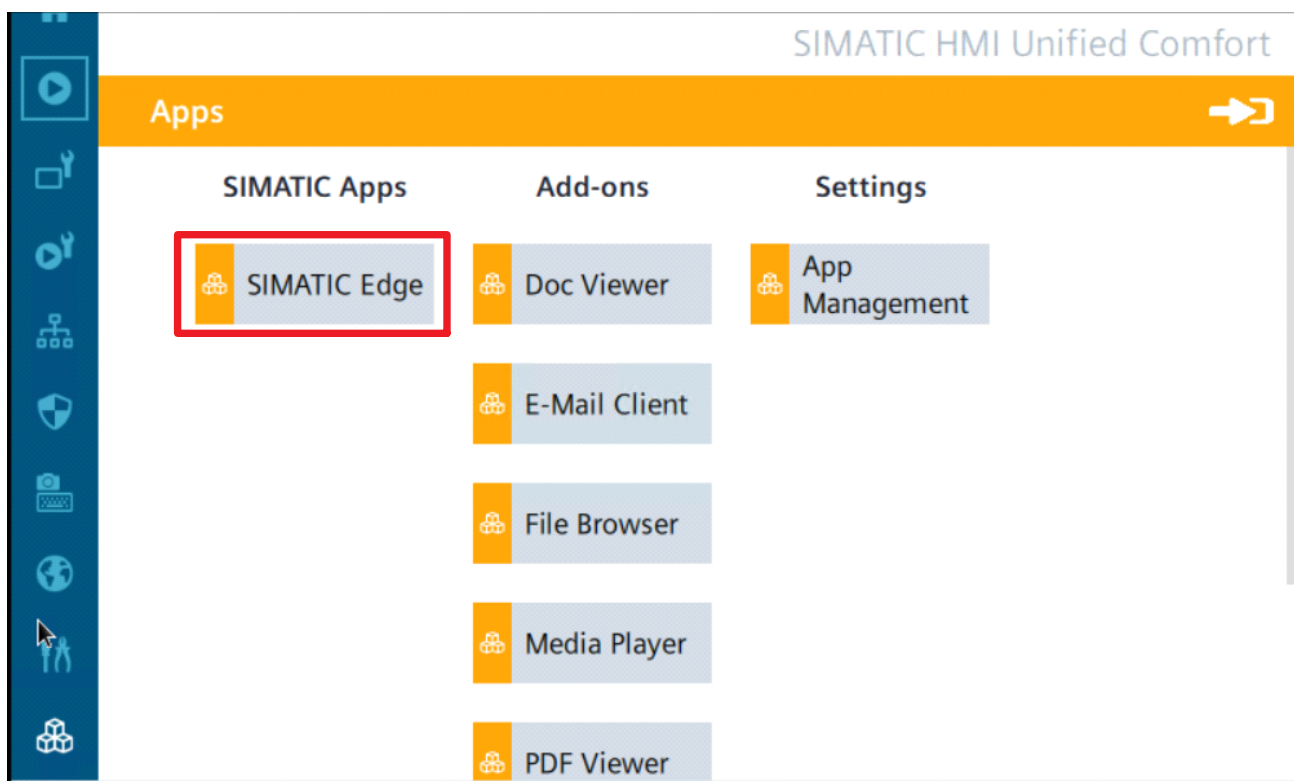 SIMATIC HMI Unified Comfort
Apps
SIMATIC Apps
Add-ons
Settings
SIMATIC Edge
Doc Viewer
App
Management
E-Mail Client
File Browser
Media Player
PDF Viewer